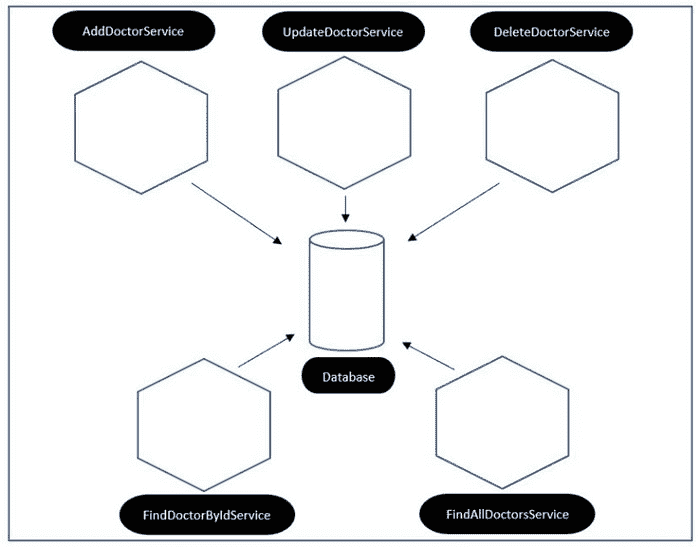 AddDoctorService
UpdateDoctorService
DeleteDoctorService
Database
FindDoctorByIdService
FindAllDoctorsService